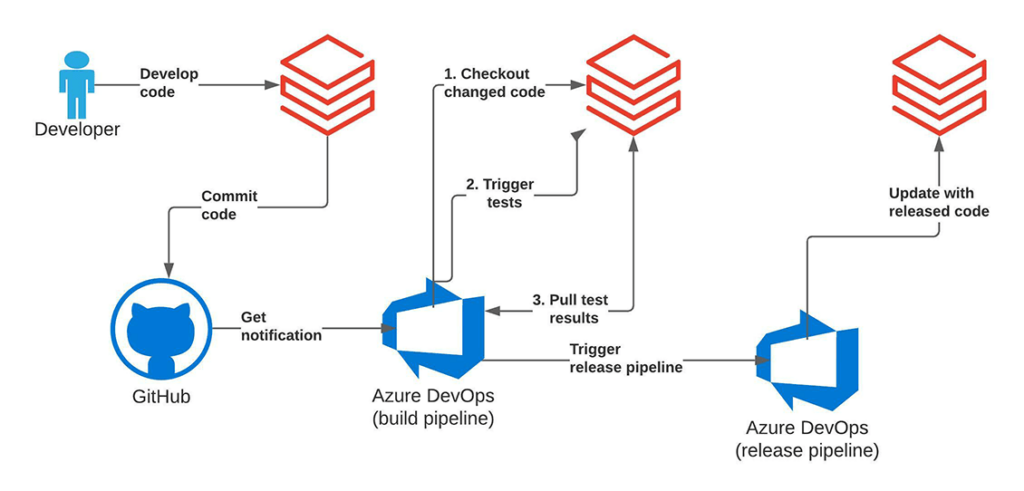 Develop
code
Developer
1. Checkout
changed code
2. Trigger
tests
Commit
code
Update with
released code
Get
notification
3. Pull test
results
Trigger
release pipeline
GitHub
Azure DevOps
(build pipeline)
Azure DevOps
(release pipeline)